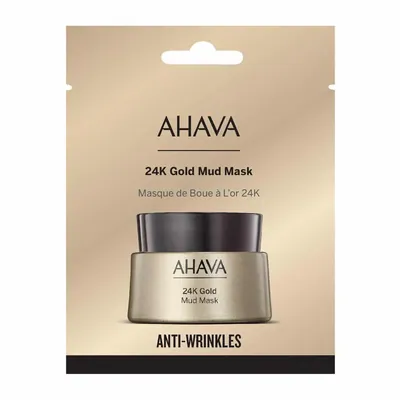 AHAVA
24K Gold Mud Mask
Masque de Boue à L'or 24K
AHAVA
24K Gold
Mud Mask
ANTI-WRINKLES